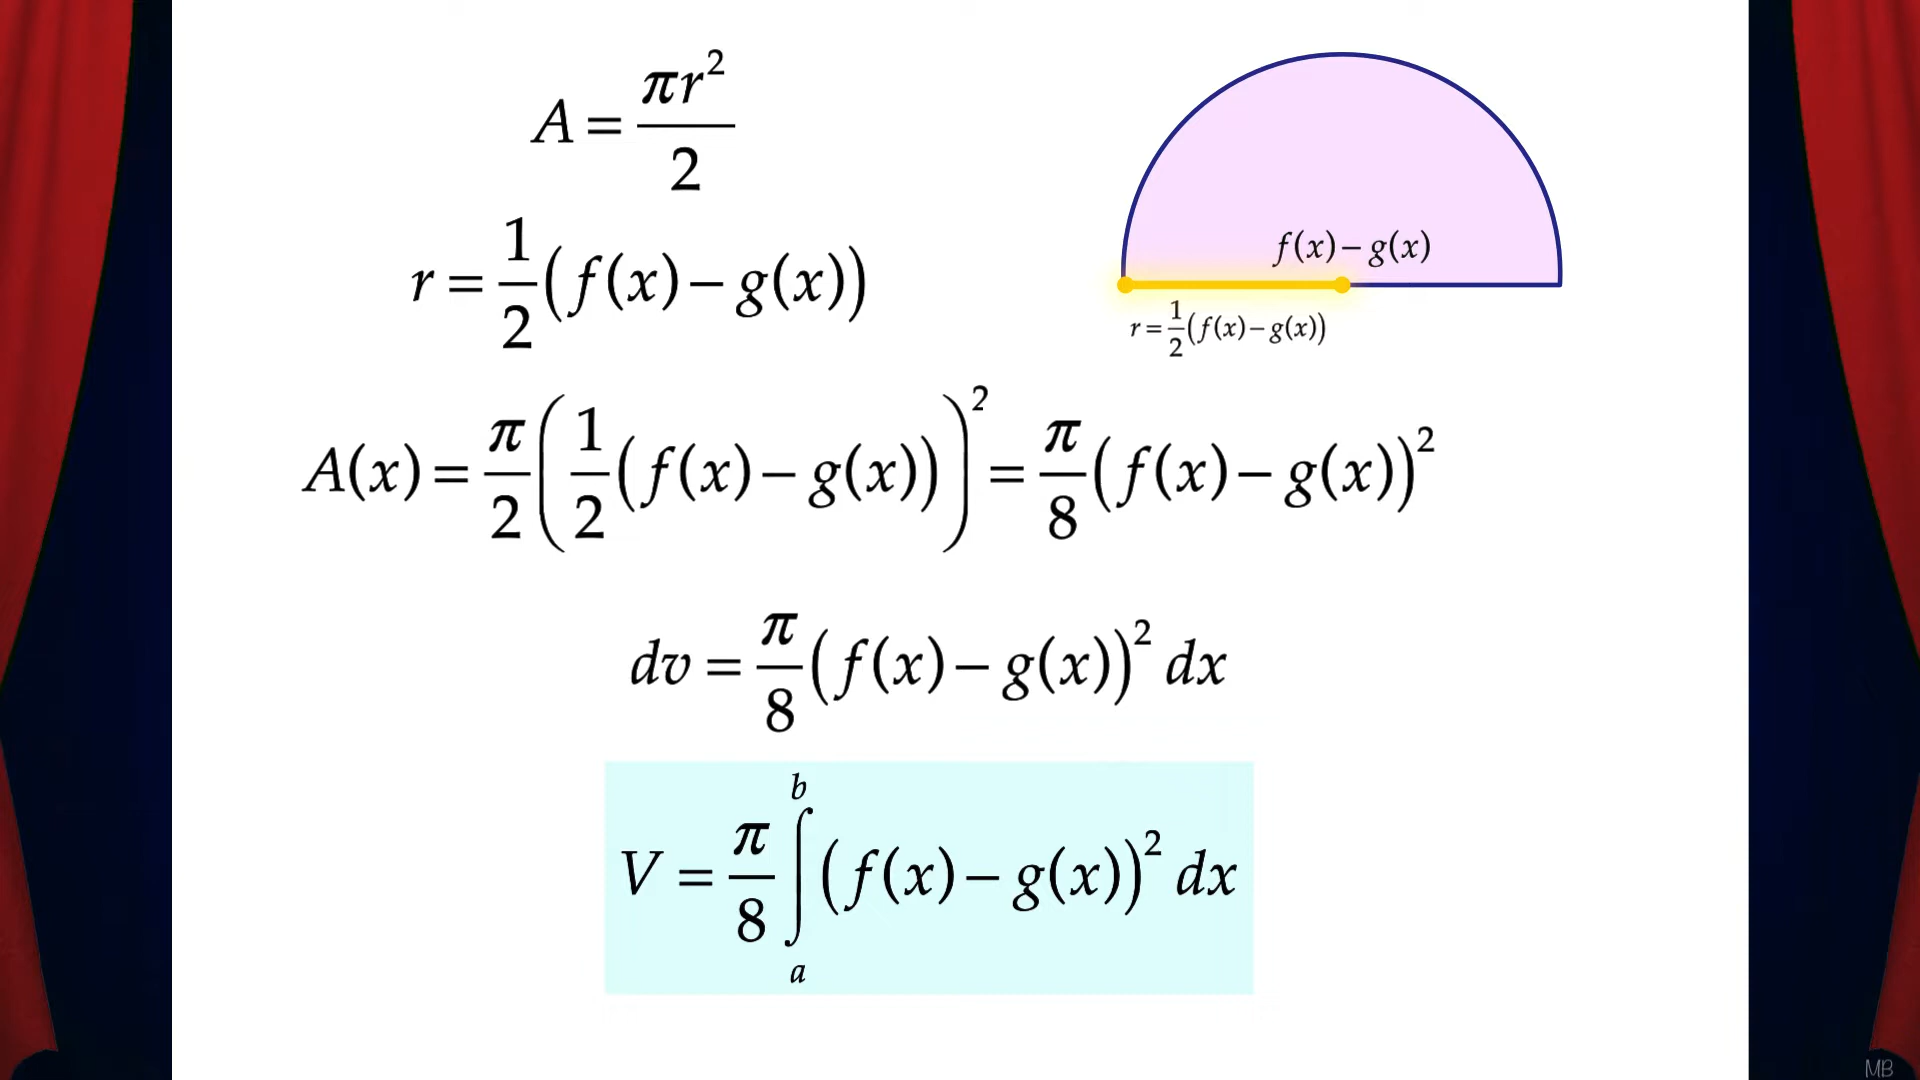 A = πr²/2
f(x) − g(x)
r = 1/2 (f(x) − g(x))
r = 1/2 (f(x) − g(x))
A(x) = π/2 (1/2 (f(x) − g(x)))² = π/8 (f(x) − g(x))²
dv = π/8 (f(x) − g(x))² dx
V = π/8 ∫ₐᵇ (f(x) − g(x))² dx
MB